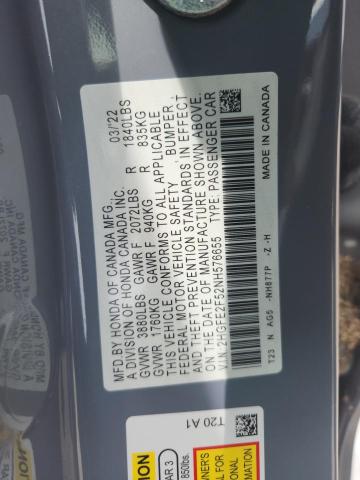 MFD.BY HONDA OF CANADA MFG. 03/22
A DIVISION OF HONDA CANADA INC.
GVWR 3880LBS GAWR F 2072LBS R 1840LBS
GVWR 1760KG GAWR F 940KG R 835KG
THIS VEHICLE CONFORMS TO ALL APPLICABLE
FEDERAL MOTOR VEHICLE SAFETY, BUMPER,
AND THEFT PREVENTION STANDARDS IN EFFECT
ON THE DATE OF MANUFACTURE SHOWN ABOVE.
V.I.N. 2HGFE2F52NH576655 TYPE: PASSENGER CAR
T23 N AG5 -NH877P -Z -H MADE IN CANADA
T20 A1
AR 3
850lbs.